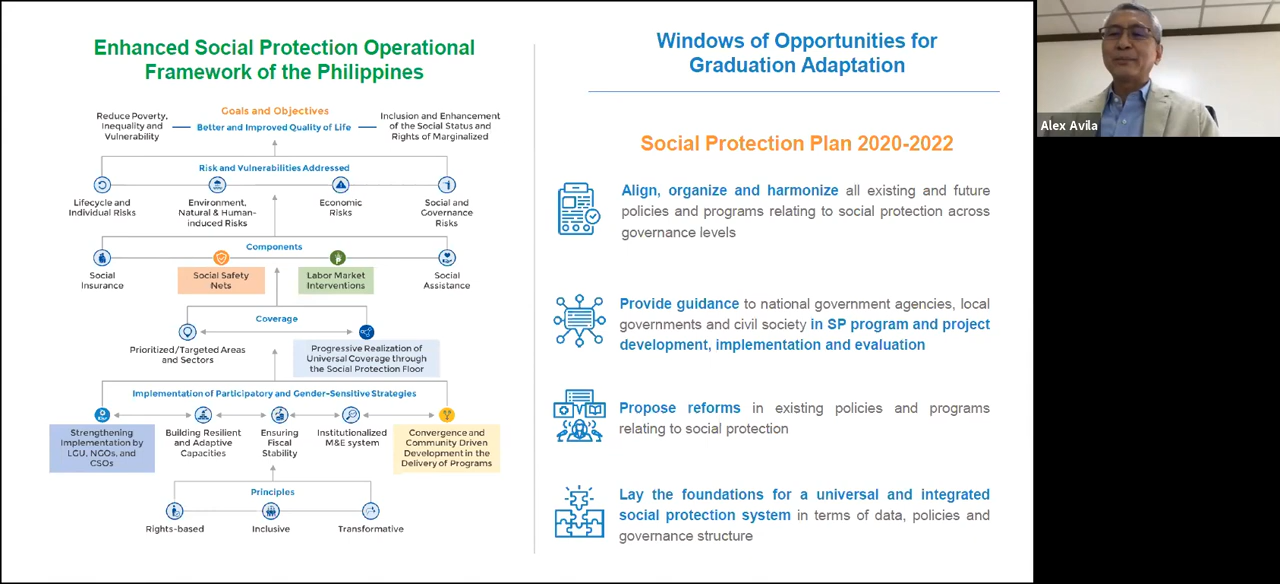 Enhanced Social Protection Operational
Framework of the Philippines
Goals and Objectives
Reduce Poverty,
Inequality and
Vulnerability
Better and Improved Quality of Life
Inclusion and Enhancement
of the Social Status and
Rights of Marginalized
Risk and Vulnerabilities Addressed
Lifecycle and
Individual Risks
Environment,
Natural & Human-
induced Risks
Economic
Risks
Social and
Governance
Risks
Components
Social
Insurance
Social Safety
Nets
Labor Market
Interventions
Social
Assistance
Coverage
Prioritized/Targeted Areas
and Sectors
Progressive Realization of
Universal Coverage through
the Social Protection Floor
Implementation of Participatory and Gender-Sensitive Strategies
Strengthening
Implementation by
LGU, NGOs, and
CSOs
Building Resilient
and Adaptive
Capacities
Ensuring
Fiscal
Stability
Institutionalized
M&E system
Convergence and
Community Driven
Development in the
Delivery of Programs
Principles
Rights-based
Inclusive
Transformative
Windows of Opportunities for
Graduation Adaptation
Social Protection Plan 2020-2022
Align, organize and harmonize all existing and future
policies and programs relating to social protection across
governance levels
Provide guidance to national government agencies, local
governments and civil society in SP program and project
development, implementation and evaluation
Propose reforms in existing policies and programs
relating to social protection
Lay the foundations for a universal and integrated
social protection system in terms of data, policies and
governance structure
Alex Avila